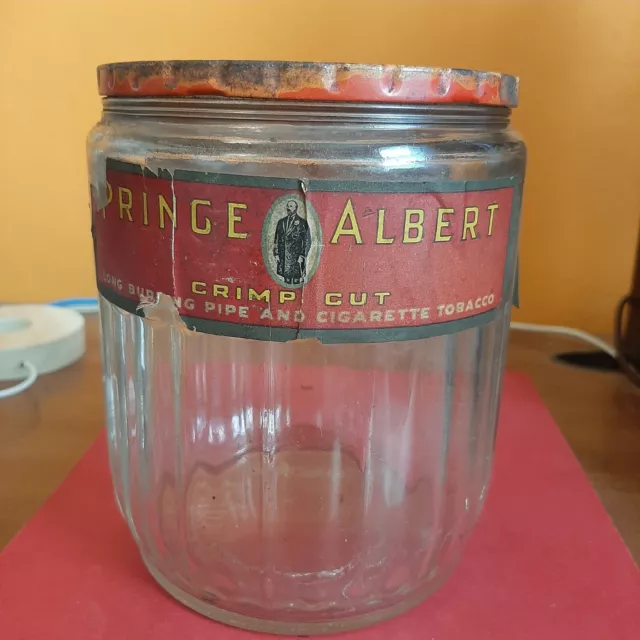 PRINCE ALBERT
CRIMP CUT
LONG BURNING PIPE AND CIGARETTE TOBACCO